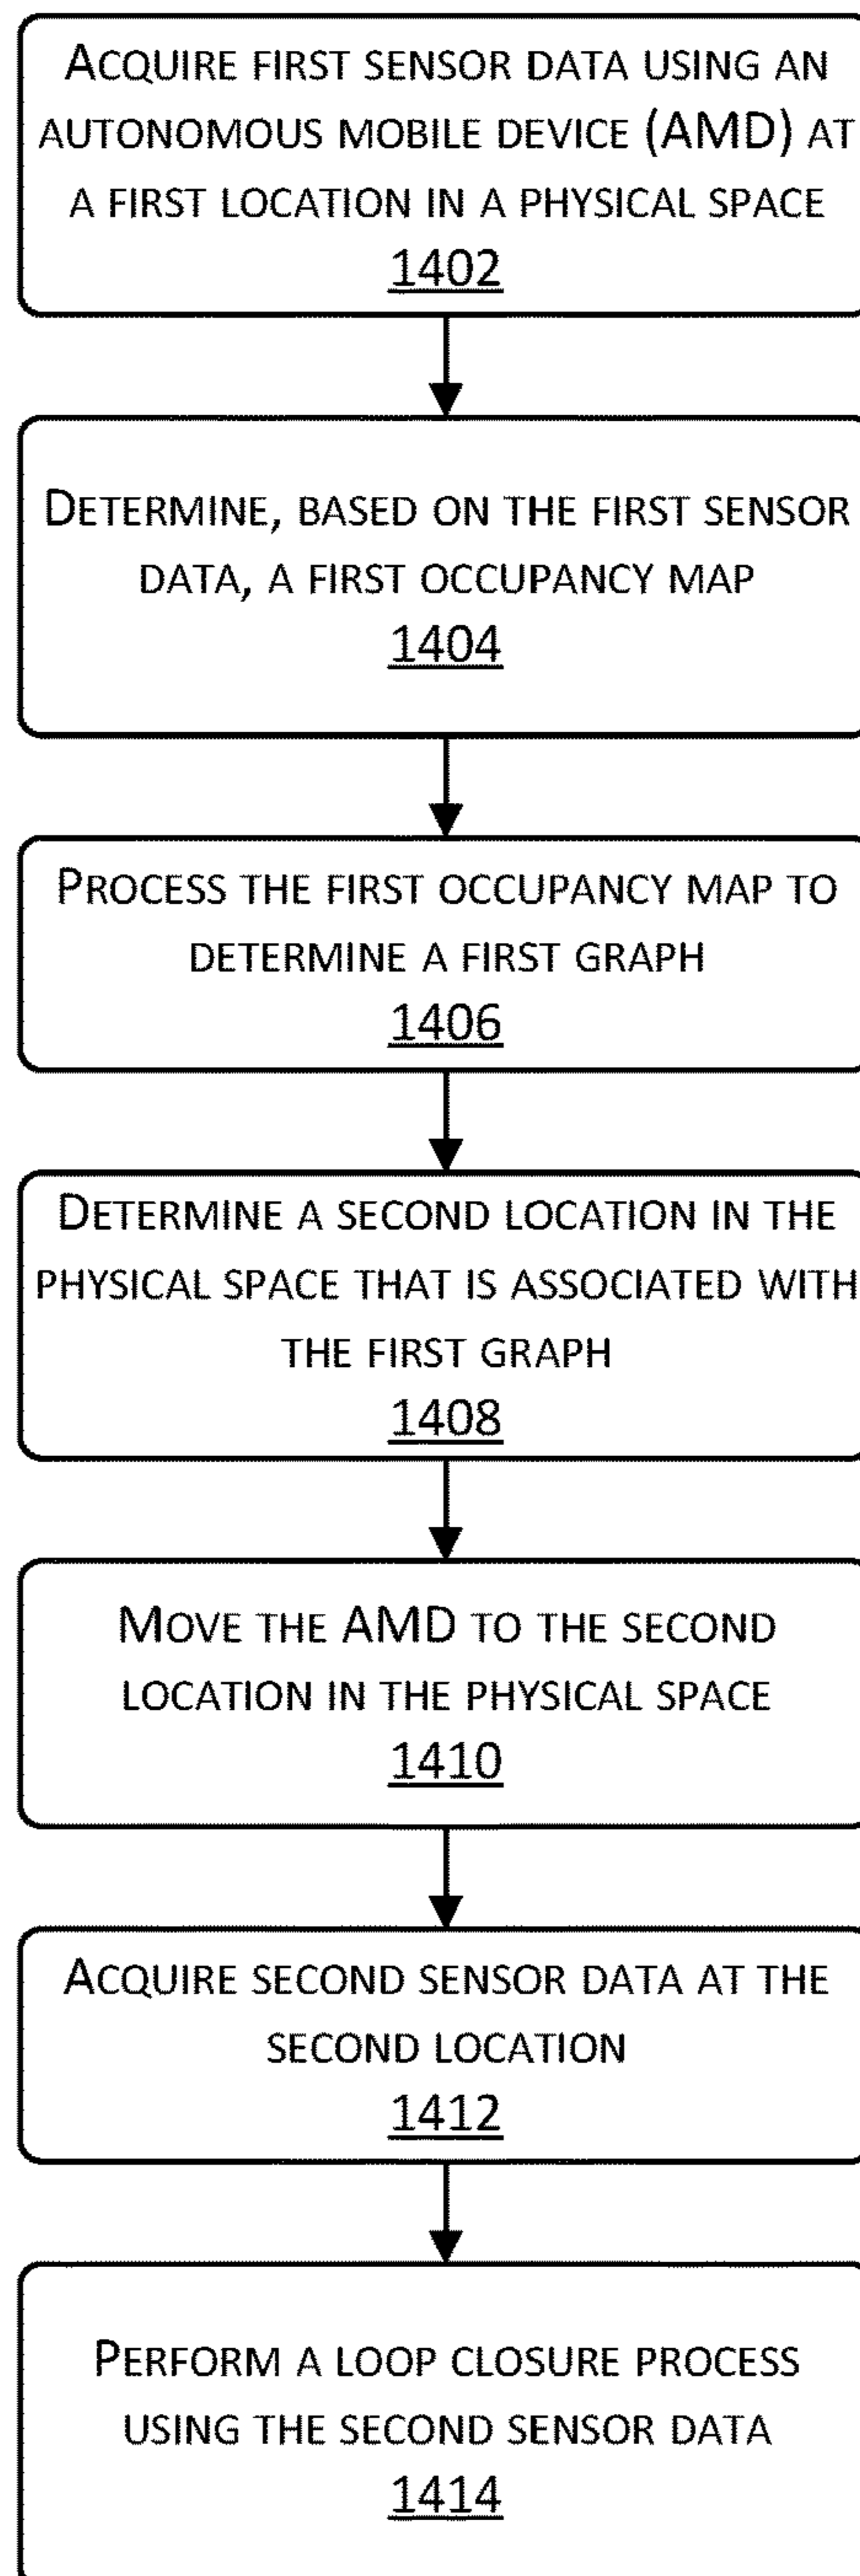 ACQUIRE FIRST SENSOR DATA USING AN
AUTONOMOUS MOBILE DEVICE (AMD) AT
A FIRST LOCATION IN A PHYSICAL SPACE
1402
DETERMINE, BASED ON THE FIRST SENSOR
DATA, A FIRST OCCUPANCY MAP
1404
PROCESS THE FIRST OCCUPANCY MAP TO
DETERMINE A FIRST GRAPH
1406
DETERMINE A SECOND LOCATION IN THE
PHYSICAL SPACE THAT IS ASSOCIATED WITH
THE FIRST GRAPH
1408
MOVE THE AMD TO THE SECOND
LOCATION IN THE PHYSICAL SPACE
1410
ACQUIRE SECOND SENSOR DATA AT THE
SECOND LOCATION
1412
PERFORM A LOOP CLOSURE PROCESS
USING THE SECOND SENSOR DATA
1414